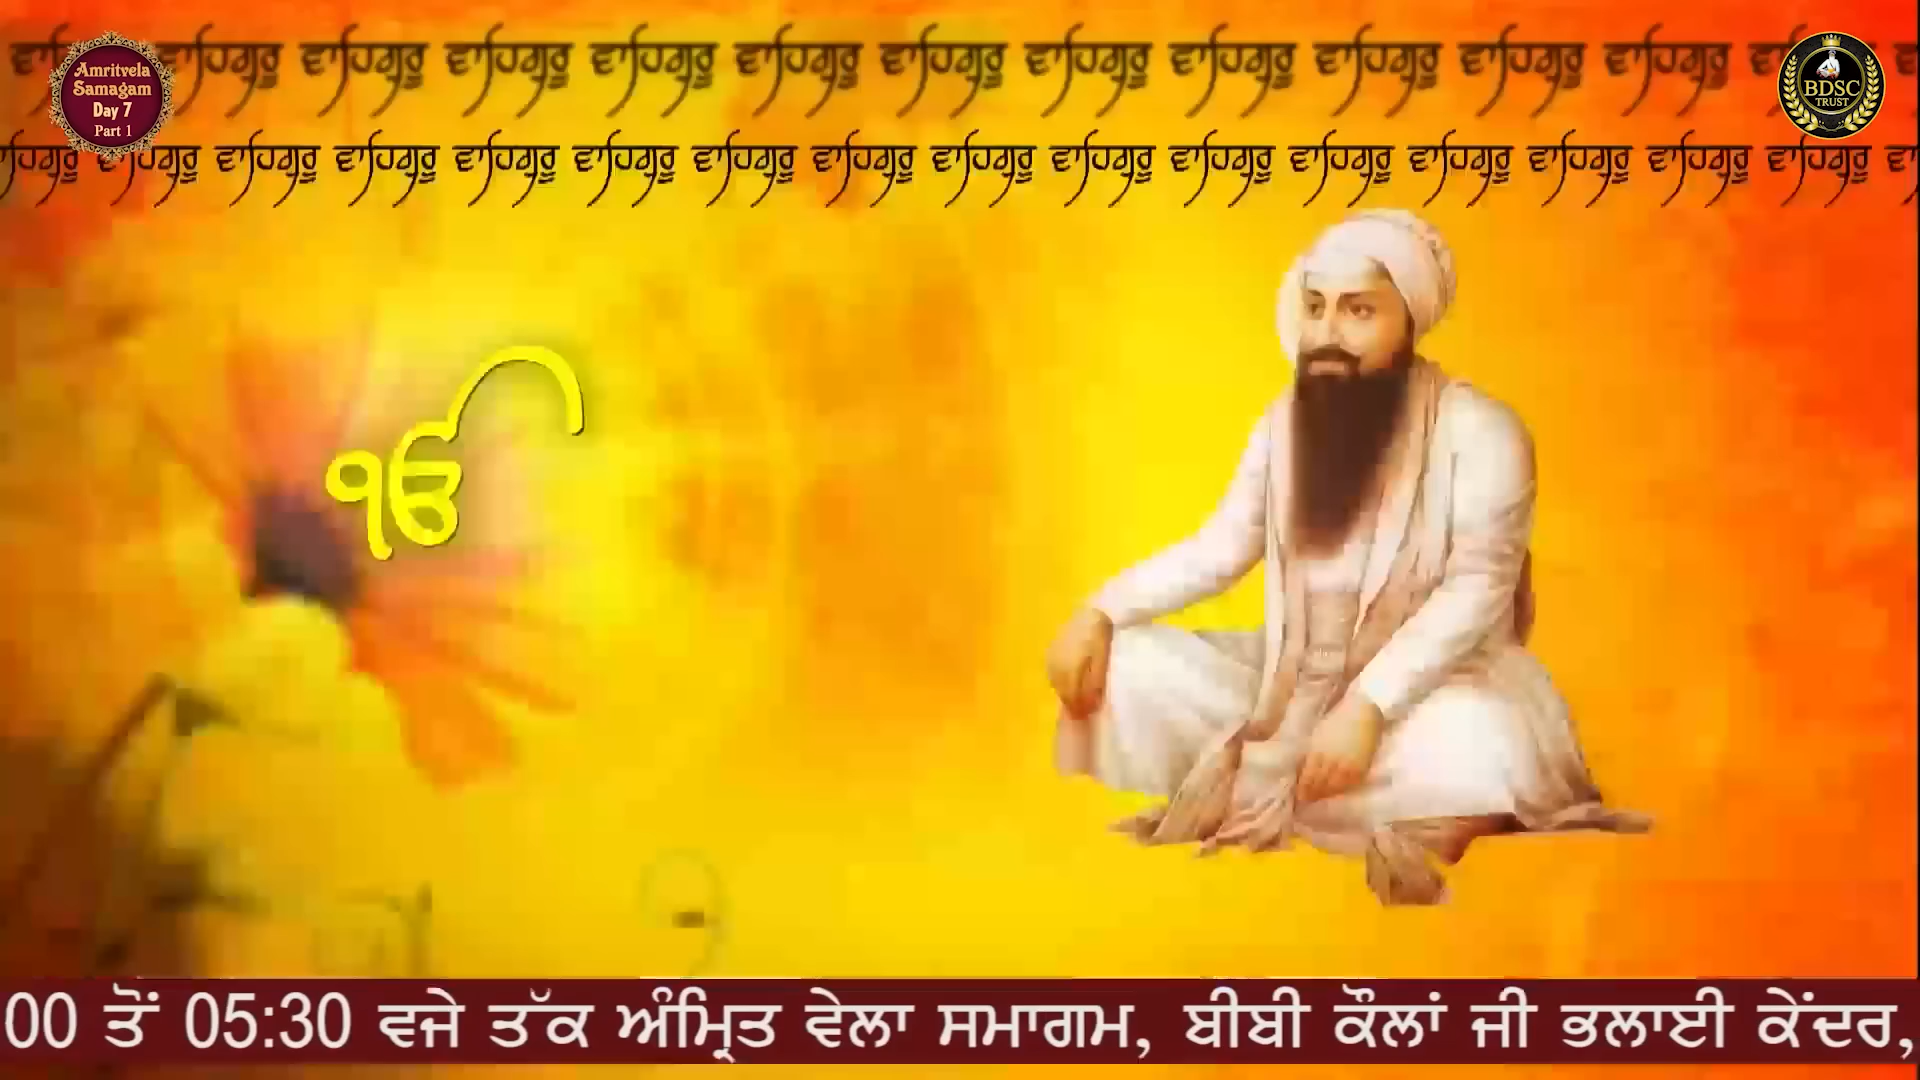 ਵਾਹਿਗੁਰੂ ਵਾਹਿਗੁਰੂ ਵਾਹਿਗੁਰੂ ਵਾਹਿਗੁਰੂ ਵਾਹਿਗੁਰੂ ਵਾਹਿਗੁਰੂ ਵਾਹਿਗੁਰੂ ਵਾਹਿਗੁਰੂ ਵਾਹਿਗੁਰੂ ਵਾਹਿਗੁਰੂ ਵਾਹਿਗੁਰੂ
Amritvela
Samagam
Day 7
Part 1
BDSC
TRUST
ਵਾਹਿਗੁਰੂ ਵਾਹਿਗੁਰੂ ਵਾਹਿਗੁਰੂ ਵਾਹਿਗੁਰੂ ਵਾਹਿਗੁਰੂ ਵਾਹਿਗੁਰੂ ਵਾਹਿਗੁਰੂ ਵਾਹਿਗੁਰੂ ਵਾਹਿਗੁਰੂ ਵਾਹਿਗੁਰੂ ਵਾਹਿਗੁਰੂ ਵਾਹਿਗੁਰੂ ਵਾਹਿਗੁਰੂ ਵਾਹਿਗੁਰੂ
ੴ
00 ਤੋਂ 05:30 ਵਜੇ ਤੱਕ ਅੰਮ੍ਰਿਤ ਵੇਲਾ ਸਮਾਗਮ, ਬੀਬੀ ਕੌਲਾਂ ਜੀ ਭਲਾਈ ਕੇਂਦਰ,